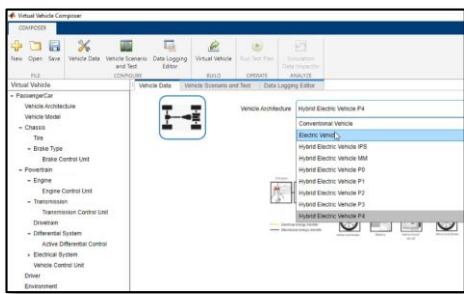 Virtual Vehicle Composer
COMPOSER
New Open Save Vehicle Data Vehicle Scenario and Test Data Logging Editor Virtual Vehicle Run Test Plan Simulation Data Inspector
FILE CONFIGURE BUILD OPERATE ANALYZE
Virtual Vehicle
Vehicle Data Vehicle Scenario and Test Data Logging Editor
PassengerCar
Vehicle Architecture
Vehicle Model
Chassis
Tire
Brake Type
Brake Control Unit
Powertrain
Engine
Engine Control Unit
Transmission
Transmission Control Unit
Drivetrain
Differential System
Active Differential Control
Electrical System
Vehicle Control Unit
Driver
Environment
Vehicle Architecture Hybrid Electric Vehicle P4
Conventional Vehicle
Electric Vehicle
Hybrid Electric Vehicle IPS
Hybrid Electric Vehicle MM
Hybrid Electric Vehicle P0
Hybrid Electric Vehicle P1
Hybrid Electric Vehicle P2
Hybrid Electric Vehicle P3
Hybrid Electric Vehicle P4